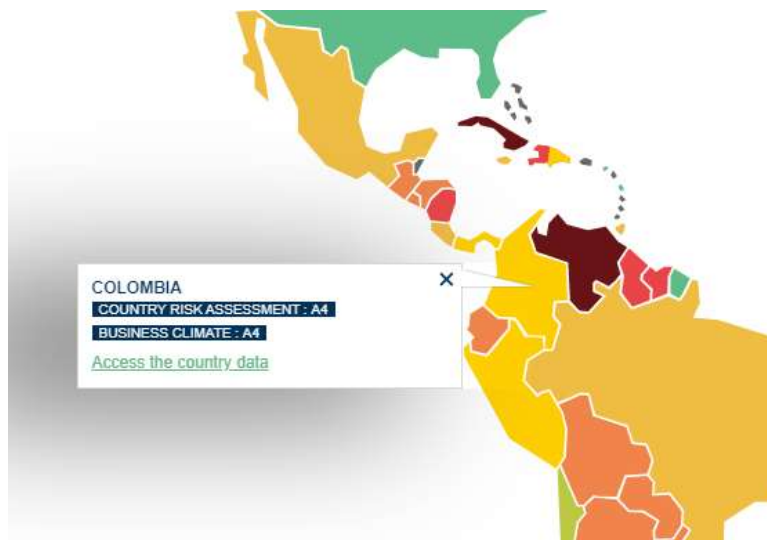 COLOMBIA
COUNTRY RISK ASSESSMENT : A4
BUSINESS CLIMATE : A4
Access the country data